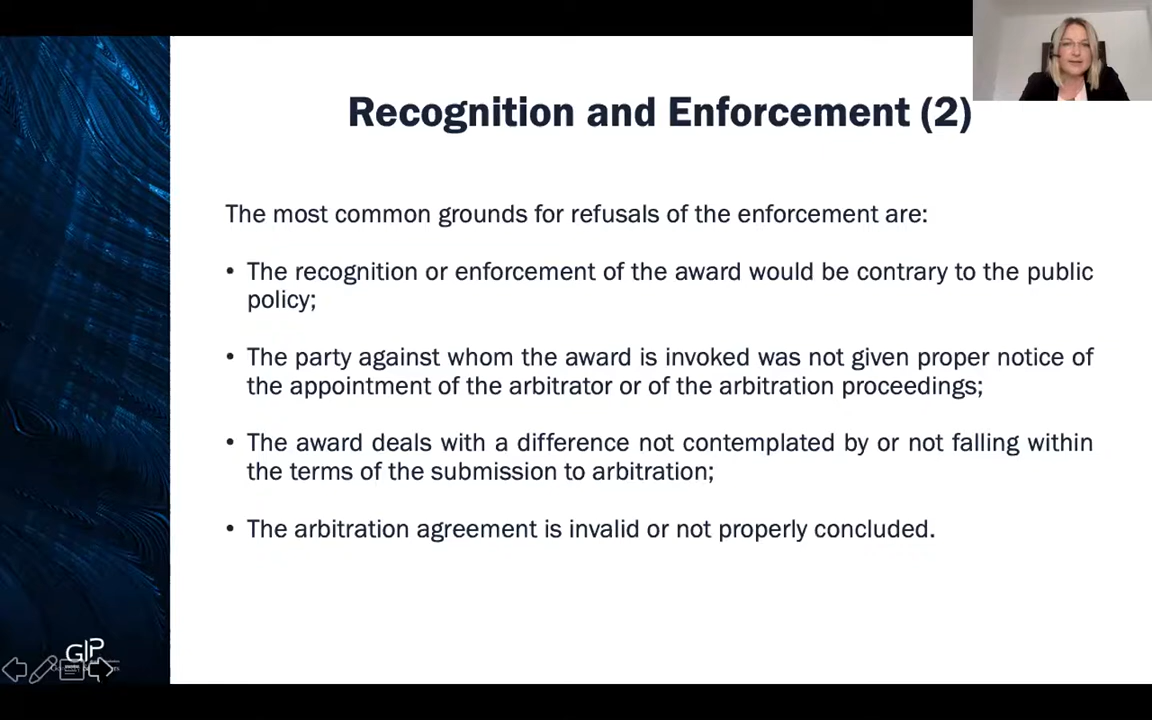 Recognition and Enforcement (2)
The most common grounds for refusals of the enforcement are:
• The recognition or enforcement of the award would be contrary to the public
policy;
• The party against whom the award is invoked was not given proper notice of
the appointment of the arbitrator or of the arbitration proceedings;
• The award deals with a difference not contemplated by or not falling within
the terms of the submission to arbitration;
• The arbitration agreement is invalid or not properly concluded.
GIP